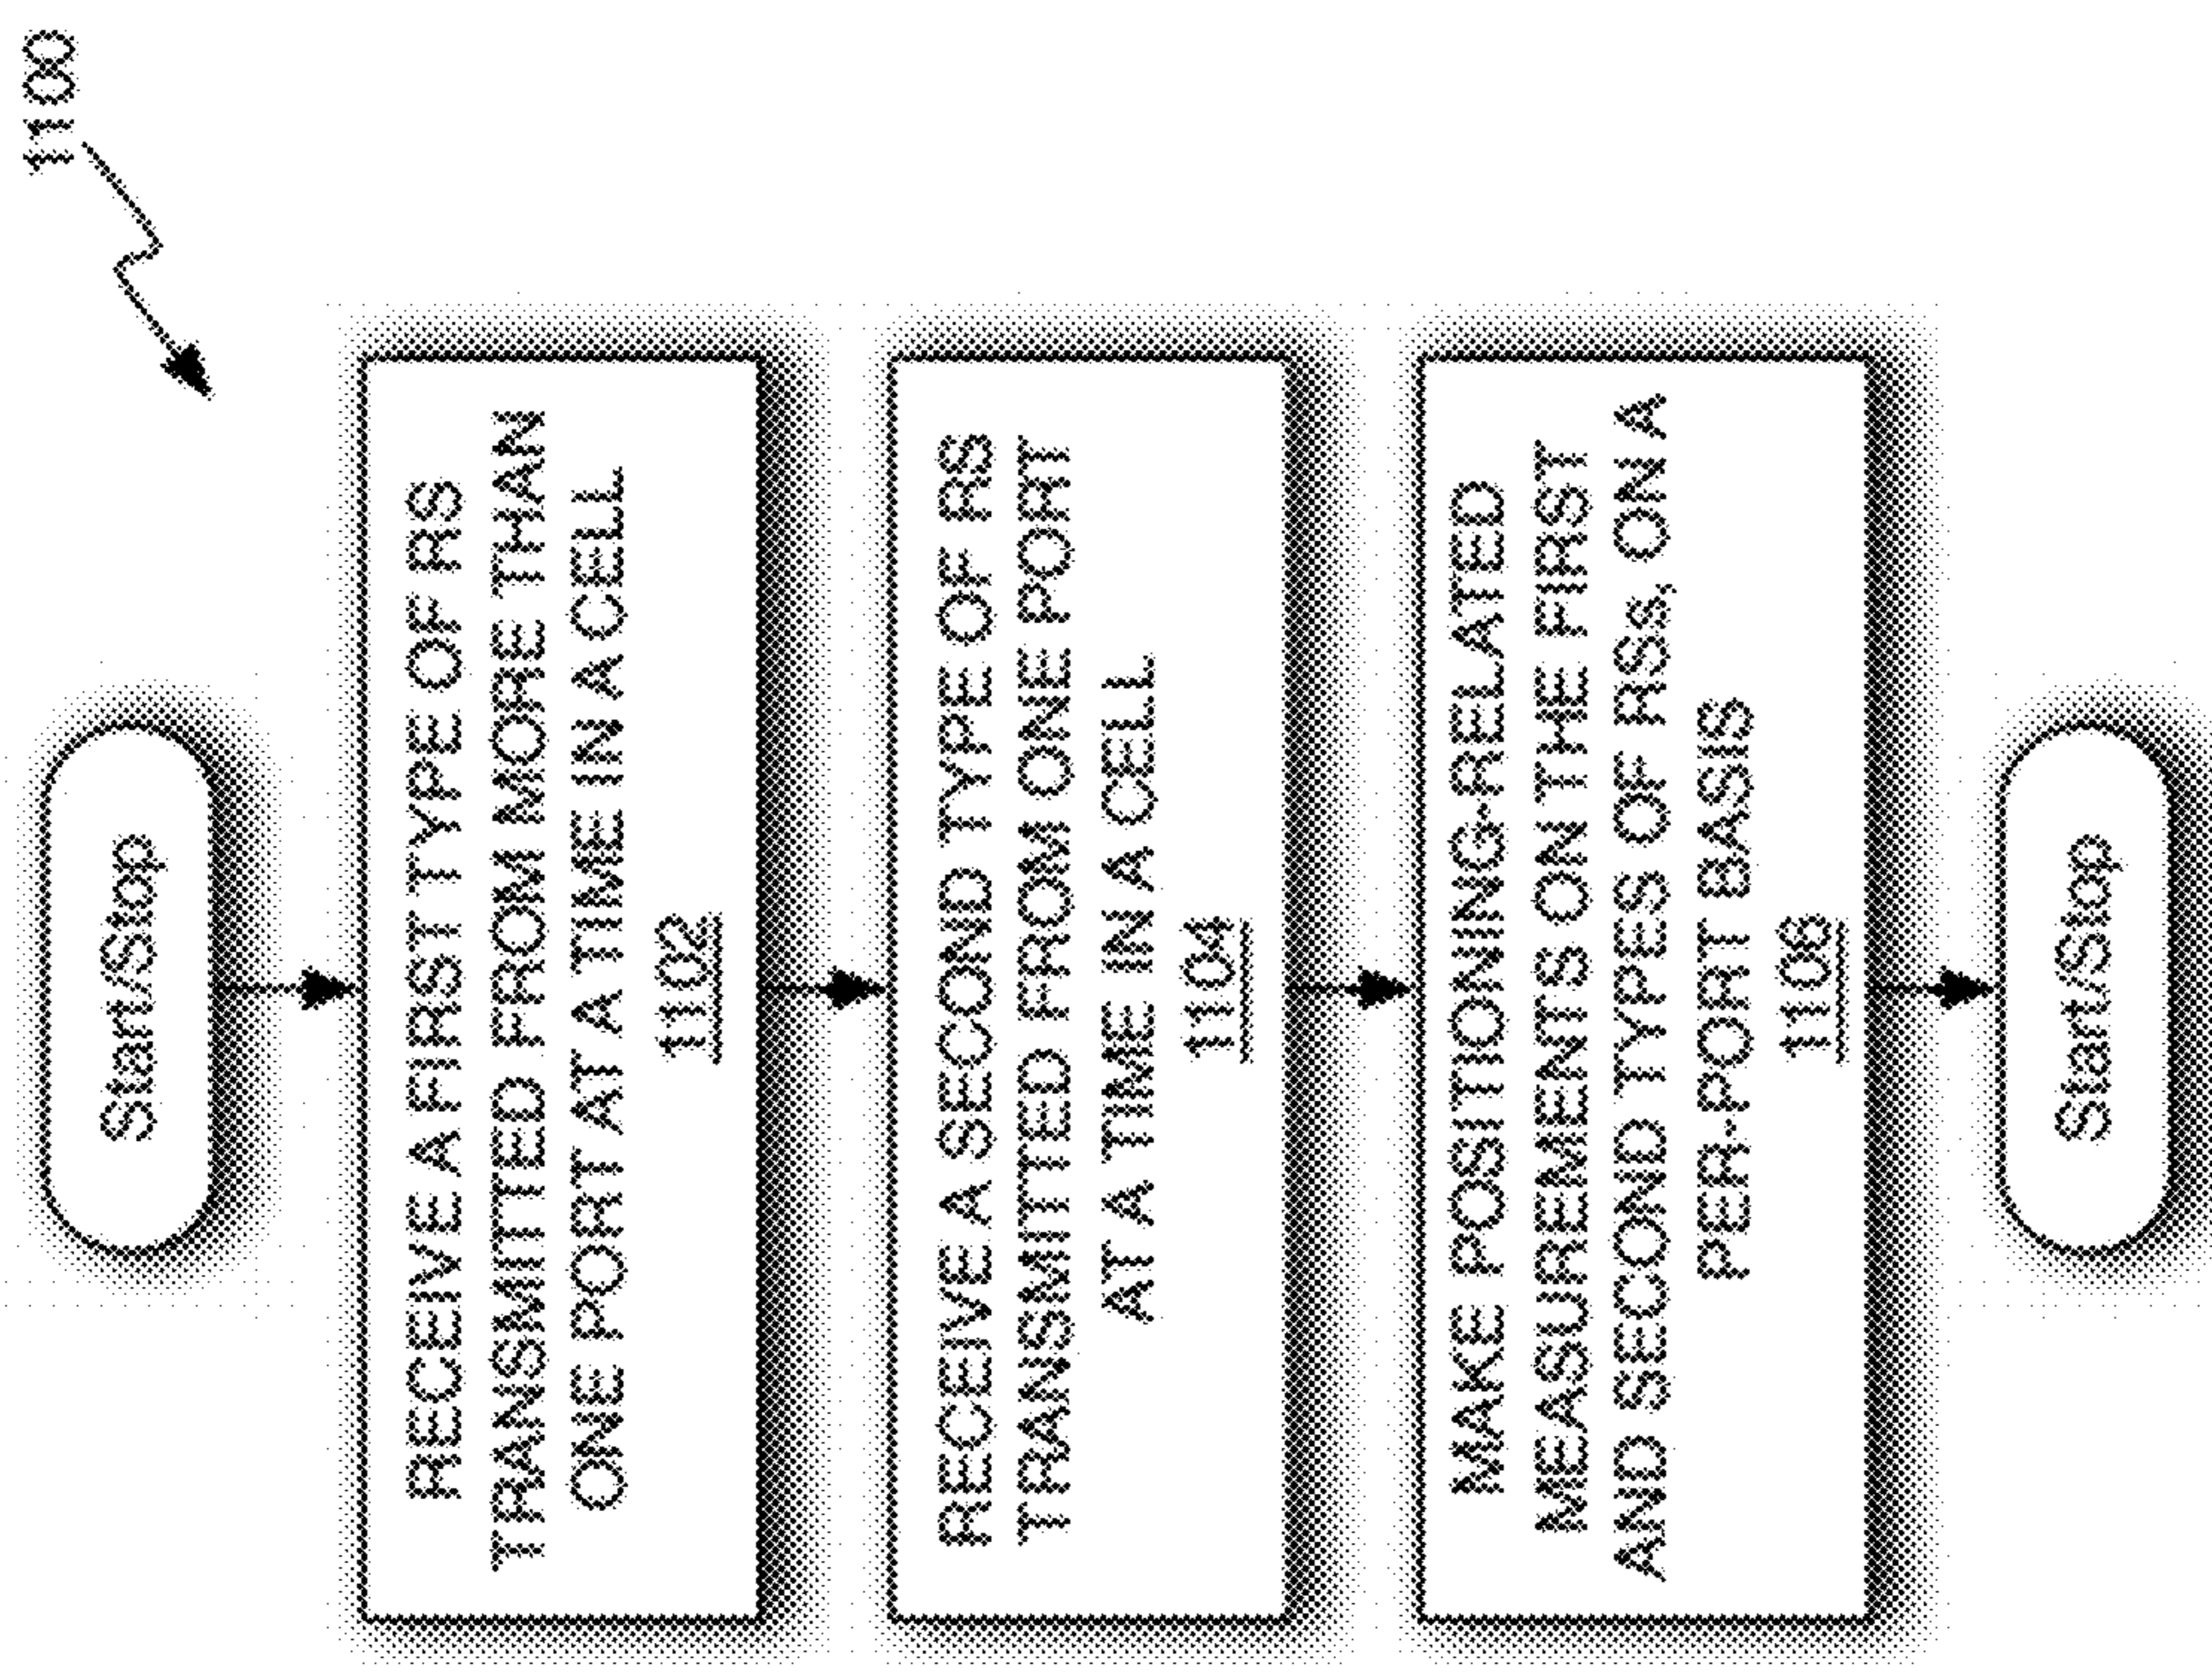 1100
Start/Stop
RECEIVE A FIRST TYPE OF RS
TRANSMITTED FROM MORE THAN
ONE PORT AT A TIME IN A CELL
1102
RECEIVE A SECOND TYPE OF RS
TRANSMITTED FROM ONE PORT
AT A TIME IN A CELL
1104
MAKE POSITIONING-RELATED
MEASUREMENTS ON THE FIRST
AND SECOND TYPES OF RSs, ON A
PER-PORT BASIS
1106
Start/Stop